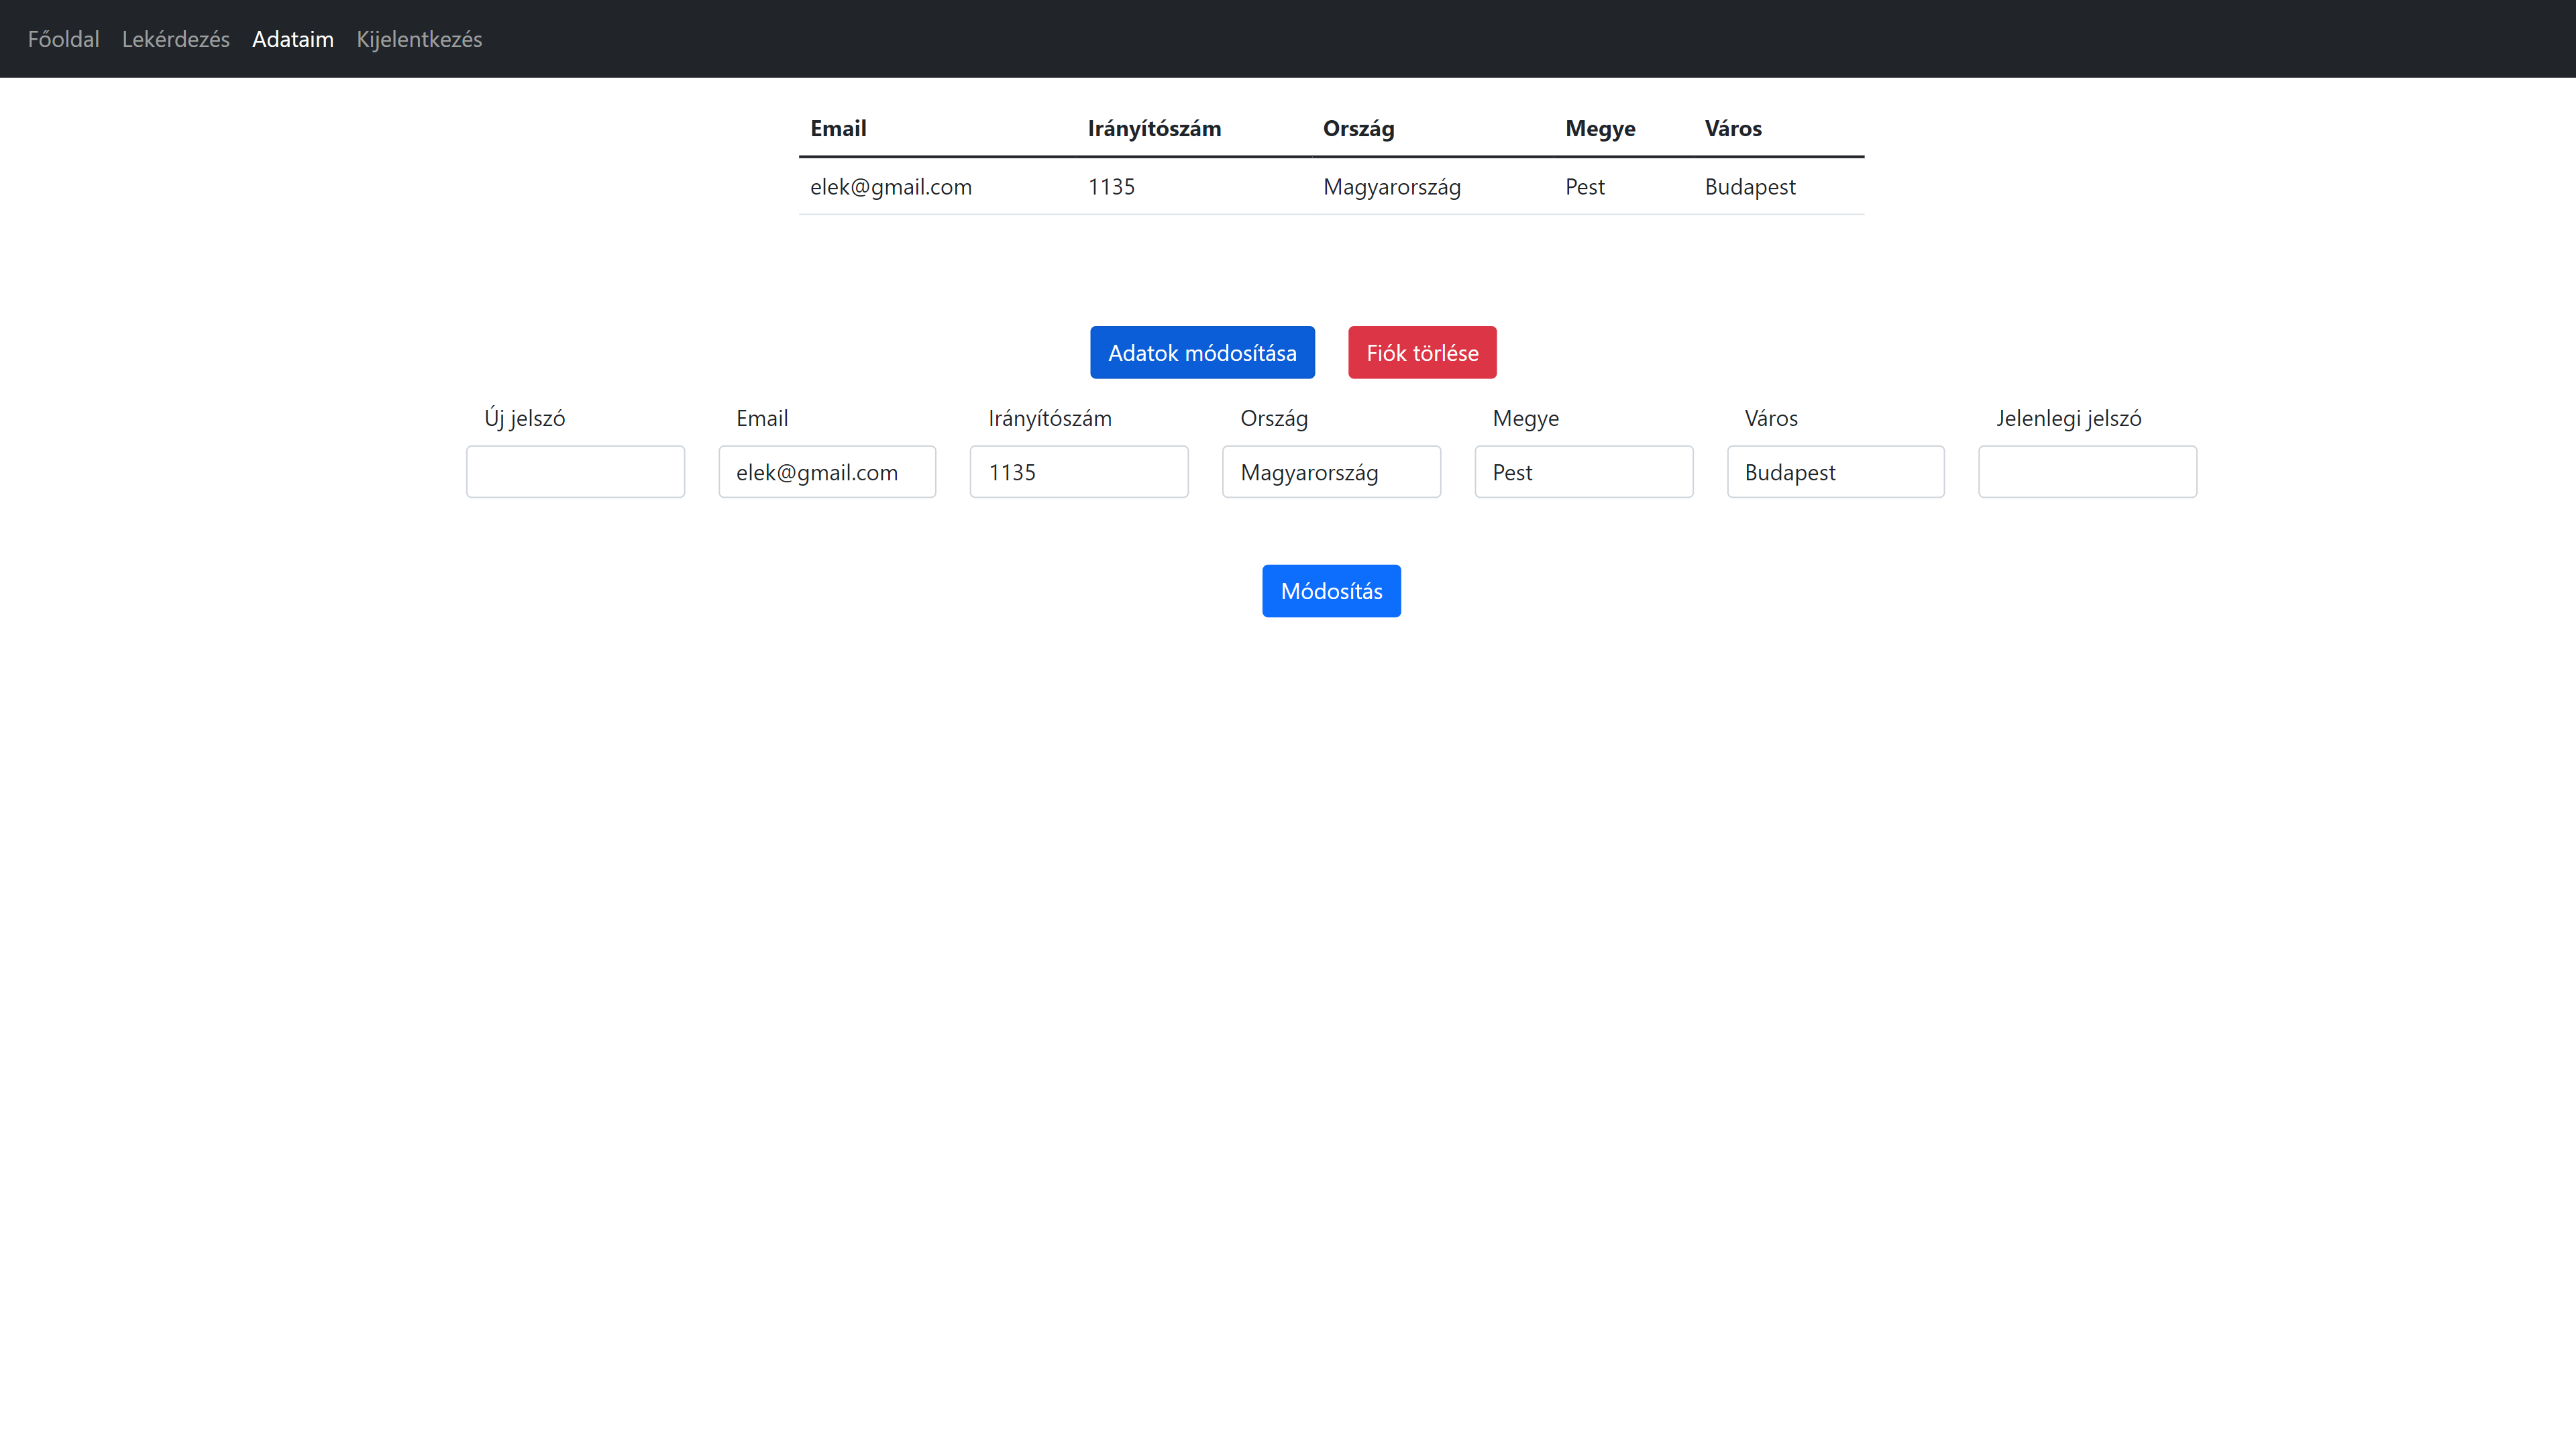 Főoldal Lekérdezés Adataim Kijelentkezés
Email Irányítószám Ország Megye Város
elek@gmail.com 1135 Magyarország Pest Budapest
Adatok módosítása Fiók törlése
Új jelszó Email Irányítószám Ország Megye Város Jelenlegi jelszó
elek@gmail.com 1135 Magyarország Pest Budapest
Módosítás